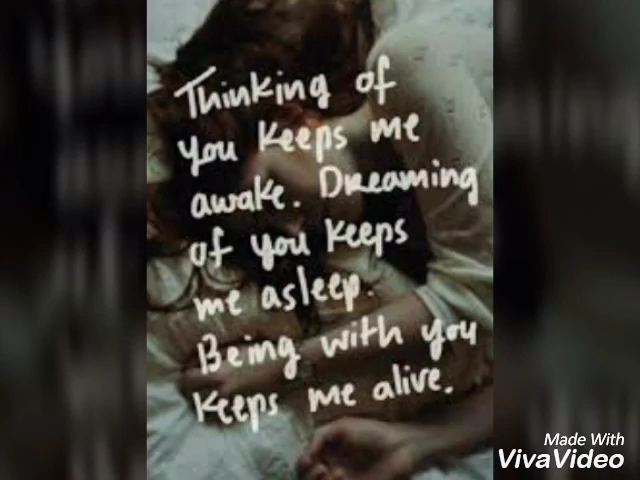 Thinking of
you keeps me
awake. Dreaming
of you keeps
me asleep.
Being with you
keeps me alive.
Made With
VivaVideo